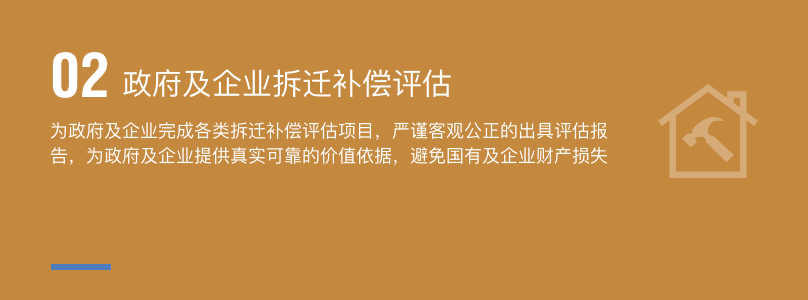 02 政府及企业拆迁补偿评估
为政府及企业完成各类拆迁补偿评估项目，严谨客观公正的出具评估报
告，为政府及企业提供真实可靠的价值依据，避免国有及企业财产损失